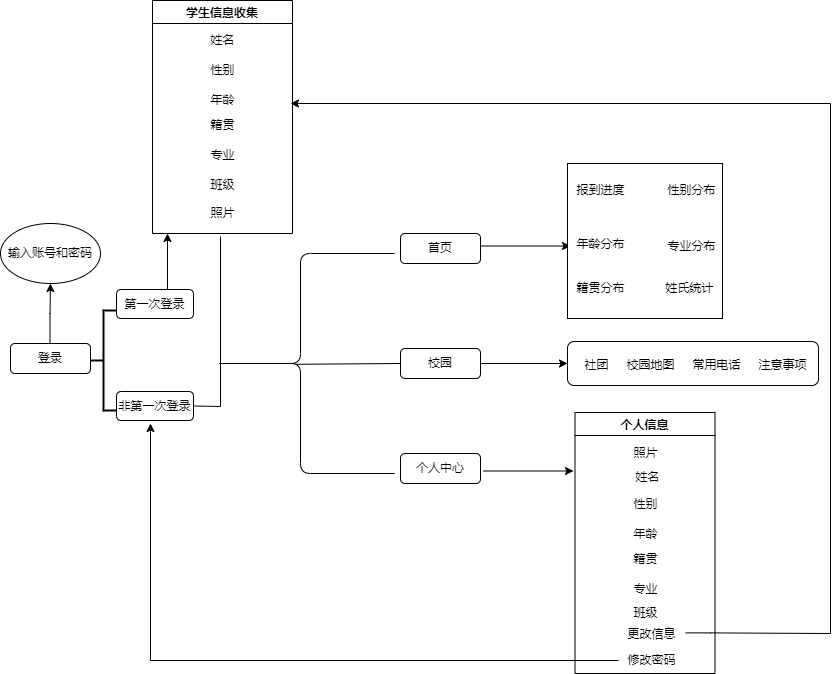 学生信息收集
姓名
性别
年龄
籍贯
专业
班级
照片
输入账号和密码
登录
第一次登录
非第一次登录
首页
报到进度 性别分布
年龄分布 专业分布
籍贯分布 姓氏统计
校园
社团 校园地图 常用电话 注意事项
个人中心
个人信息
照片
姓名
性别
年龄
籍贯
专业
班级
更改信息
修改密码